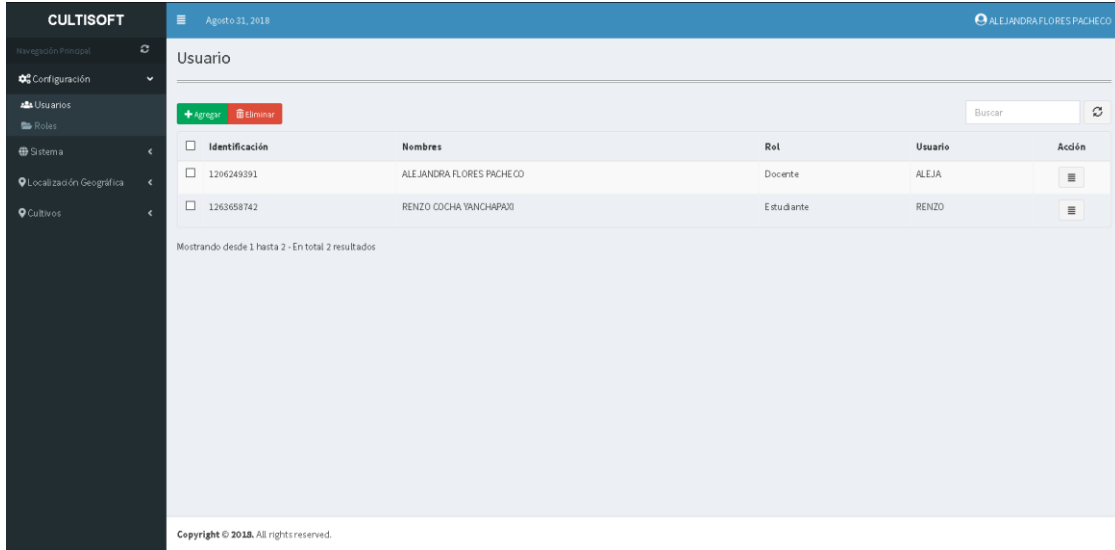 CULTISOFT
Agosto 31, 2018
ALEJANDRA FLORES PACHECO
Navegación Principal
Configuración
Usuarios
Roles
Sistema
Localización Geográfica
Cultivos
Usuario
Agregar Eliminar
Buscar
Identificación Nombres Rol Usuario Acción
1206249391 ALEJANDRA FLORES PACHECO Docente ALEJA
1263658742 RENZO COCHA YANCHAPAXI Estudiante RENZO
Mostrando desde 1 hasta 2 - En total 2 resultados
Copyright © 2018. All rights reserved.